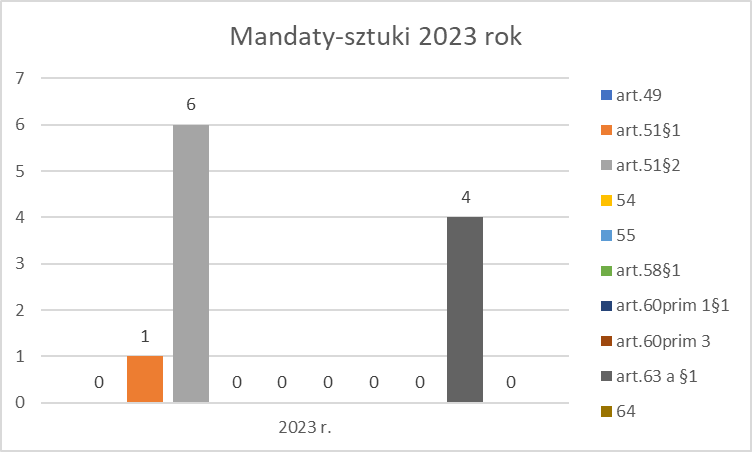 Mandaty-sztuki 2023 rok
7
6
5
4
3
2
1
0
0
1
6
0
0
0
0
0
4
0
2023 r.
art.49
art.51§1
art.51§2
54
55
art.58§1
art.60prim 1§1
art.60prim 3
art.63 a §1
64